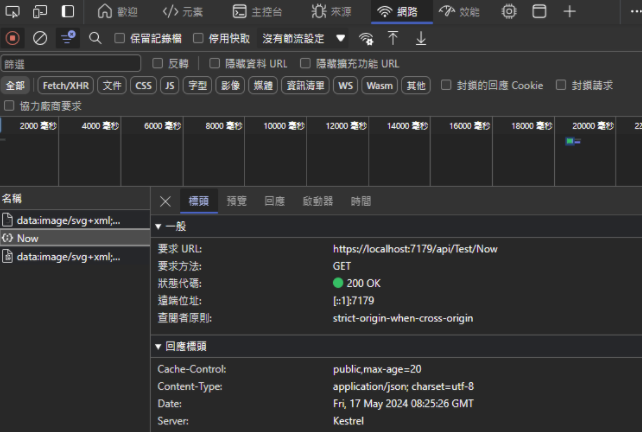 歡迎 元素 主控台 來源 網路 效能
保留記錄檔 停用快取 沒有節流設定
篩選 反轉 隱藏資料 URL 隱藏擴充功能 URL
全部 Fetch/XHR 文件 CSS JS 字型 影像 媒體 資訊清單 WS Wasm 其他 封鎖的回應 Cookie 封鎖請求
協力廠商要求
2000 毫秒 4000 毫秒 6000 毫秒 8000 毫秒 10000 毫秒 12000 毫秒 14000 毫秒 16000 毫秒 18000 毫秒 20000 毫秒 22
名稱 標頭 預覽 回應 啟動器 時間
data:image/svg+xml;...
Now
data:image/svg+xml;...
一般
要求 URL: https://localhost:7179/api/Test/Now
要求方法: GET
狀態代碼: 200 OK
遠端位址: [::1]:7179
查閱者原則: strict-origin-when-cross-origin
回應標頭
Cache-Control: public,max-age=20
Content-Type: application/json; charset=utf-8
Date: Fri, 17 May 2024 08:25:26 GMT
Server: Kestrel